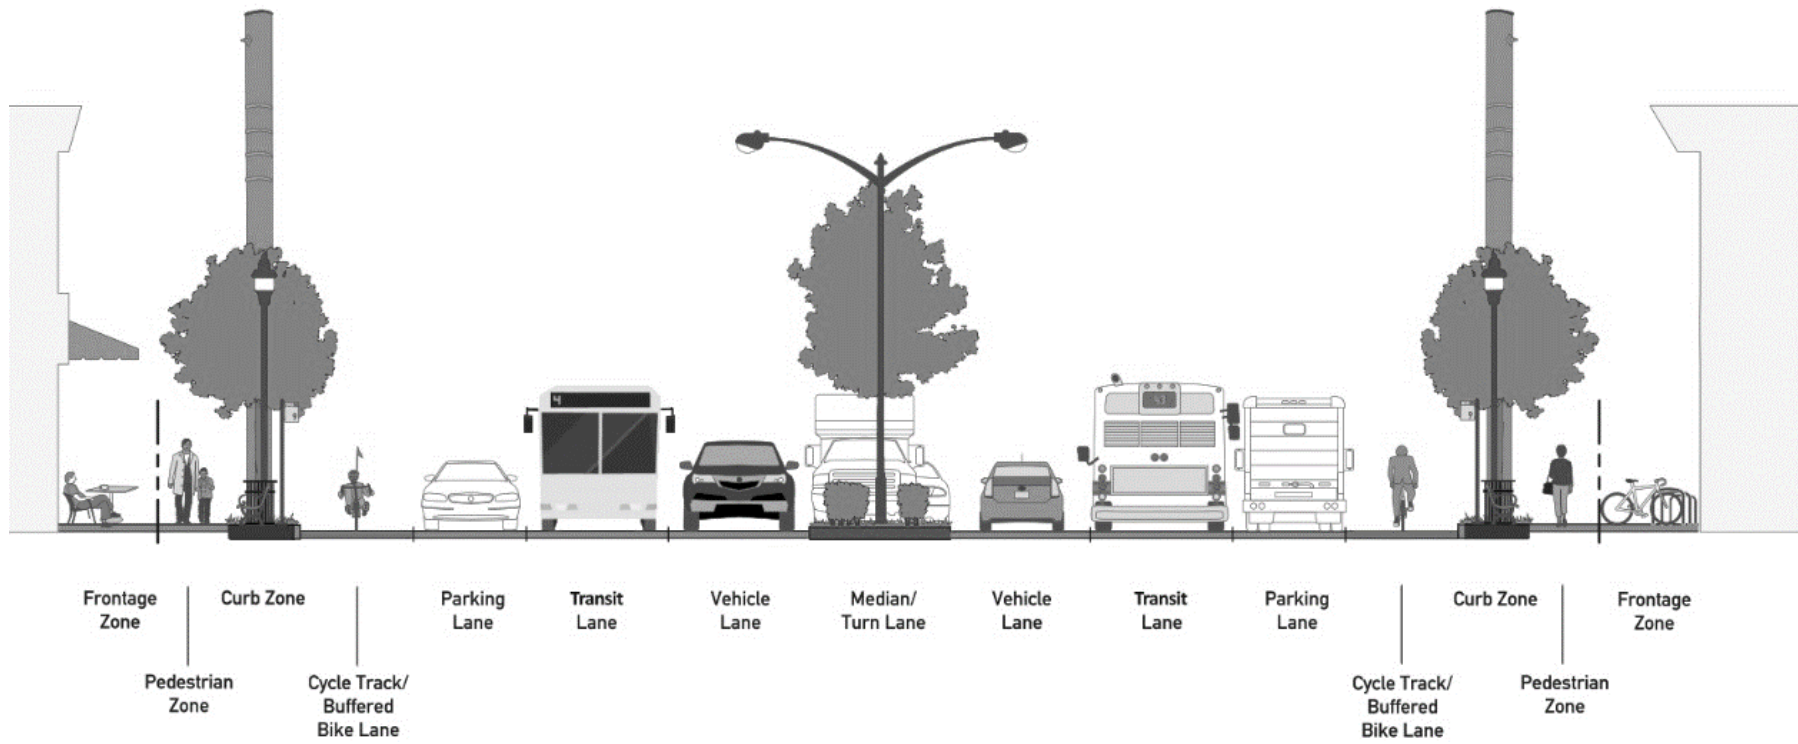 4
Frontage
Zone
Curb Zone
Parking
Lane
Transit
Lane
Vehicle
Lane
Median/
Turn Lane
Vehicle
Lane
Transit
Lane
Parking
Lane
Curb Zone
Frontage
Zone
Pedestrian
Zone
Cycle Track/
Buffered
Bike Lane
Cycle Track/
Buffered
Bike Lane
Pedestrian
Zone